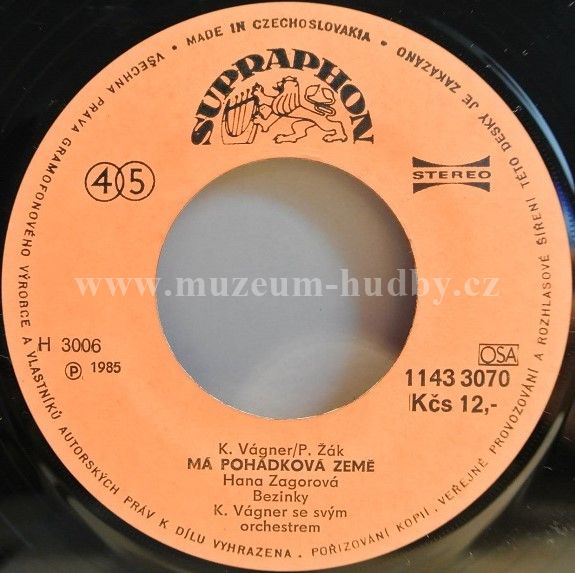 VŠECHNA PRÁVA GRAMOFONOVÉHO VÝROBCE A VLASTNÍKŮ AUTORSKÝCH PRÁV K DÍLU VYHRAZENA. POŘIZOVÁNÍ KOPIÍ, VEŘEJNÉ PROVOZOVÁNÍ A ROZHLASOVÉ ŠÍŘENÍ TÉTO DESKY JE ZAKÁZÁNO • MADE IN CZECHOSLOVAKIA •
SUPRAPHON
45
STEREO
www.muzeum-hudby.cz
H 3006
℗ 1985
OSA
1143 3070
Kčs 12,-
K. Vágner/P. Žák
MÁ POHÁDKOVÁ ZEMĚ
Hana Zagorová
Bezinky
K. Vágner se svým
orchestrem